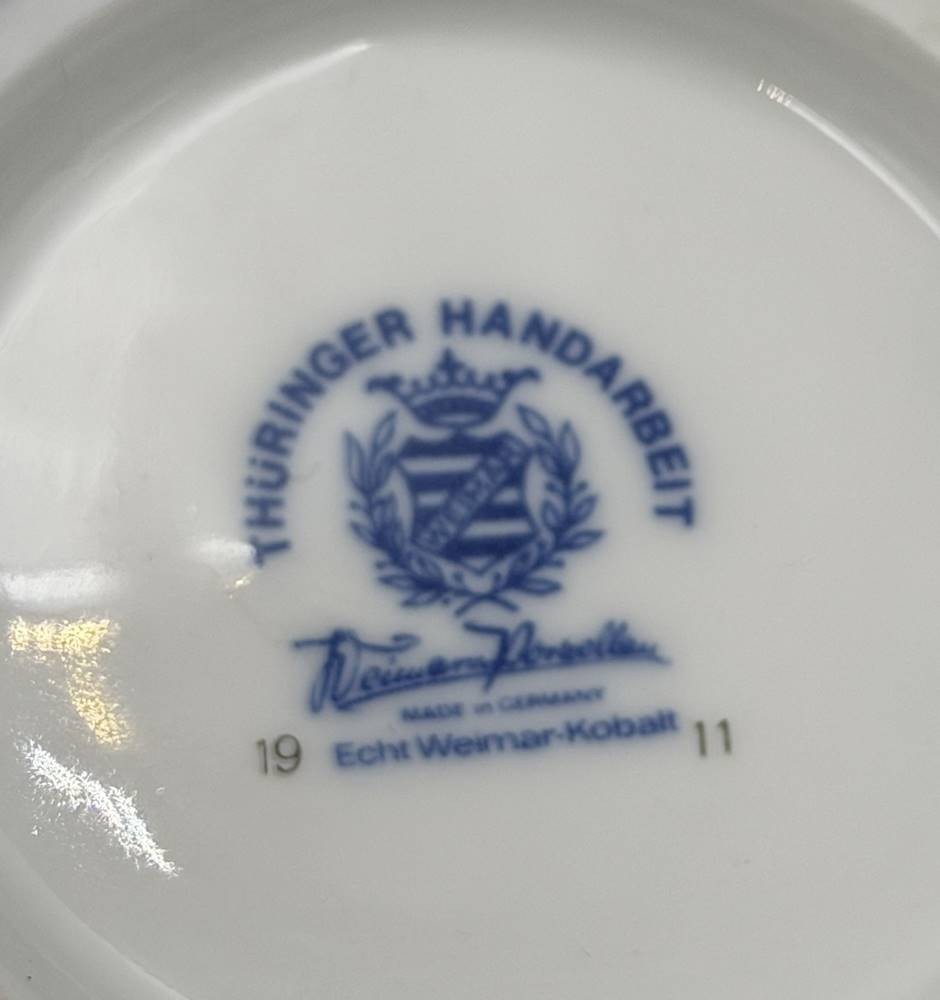 THÜRINGER HANDARBEIT
WEIMAR
Weimar Porzellan
MADE in GERMANY
19 Echt Weimar-Kobalt 11